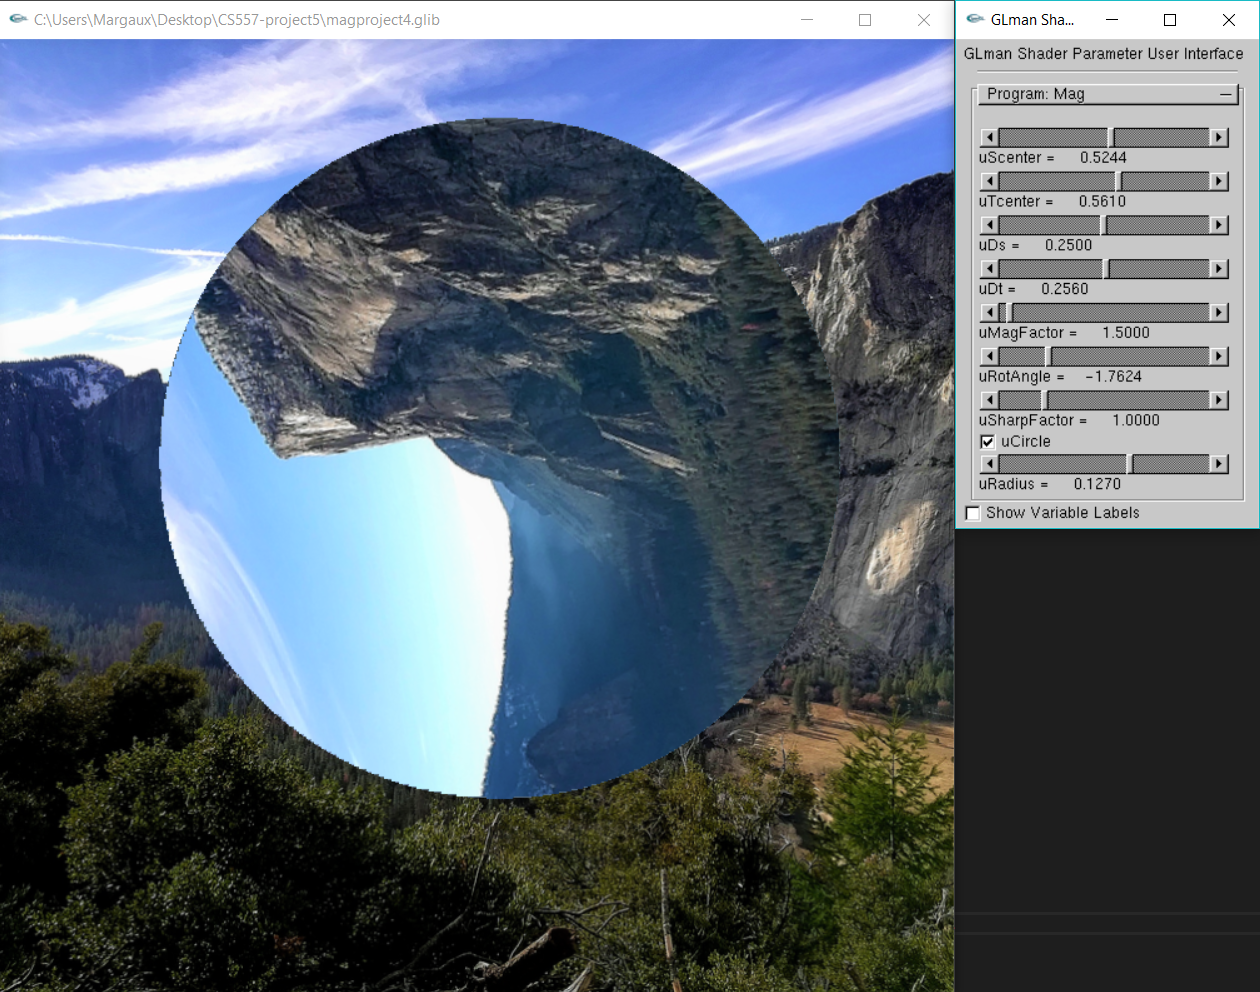 C:\Users\Margaux\Desktop\CS557-project5\magproject4.glib
GLman Sha...
GLman Shader Parameter User Interface
Program: Mag
uScenter = 0.5244
uTcenter = 0.5610
uDs = 0.2500
uDt = 0.2560
uMagFactor = 1.5000
uRotAngle = -1.7624
uSharpFactor = 1.0000
uCircle
uRadius = 0.1270
Show Variable Labels